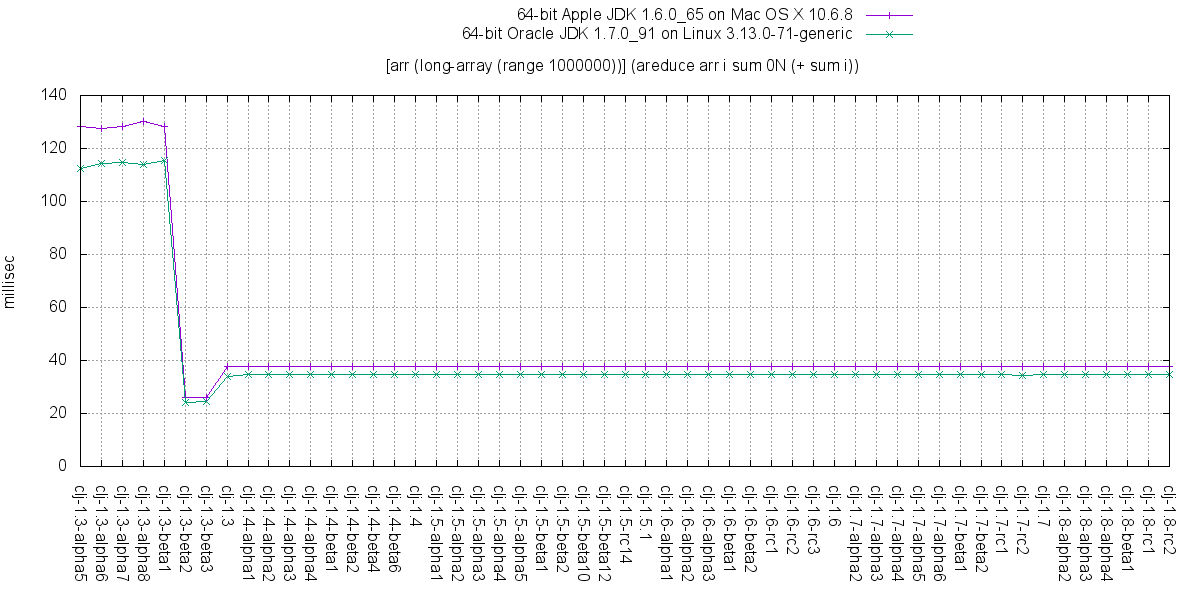 64-bit Apple JDK 1.6.0_65 on Mac OS X 10.6.8
64-bit Oracle JDK 1.7.0_91 on Linux 3.13.0-71-generic
[arr (long-array (range 1000000))] (areduce arr i sum 0N (+ sum i))
millisec
140
120
100
80
60
40
20
0
clj-1.3-alpha5
clj-1.3-alpha6
clj-1.3-alpha7
clj-1.3-alpha8
clj-1.3-beta1
clj-1.3-beta2
clj-1.3-beta3
clj-1.3
clj-1.4-alpha1
clj-1.4-alpha2
clj-1.4-alpha3
clj-1.4-alpha4
clj-1.4-beta1
clj-1.4-beta2
clj-1.4-beta4
clj-1.4-beta6
clj-1.4
clj-1.5-alpha1
clj-1.5-alpha2
clj-1.5-alpha3
clj-1.5-alpha4
clj-1.5-alpha5
clj-1.5-beta1
clj-1.5-beta2
clj-1.5-beta10
clj-1.5-beta12
clj-1.5-rc14
clj-1.5.1
clj-1.6-alpha1
clj-1.6-alpha2
clj-1.6-alpha3
clj-1.6-beta1
clj-1.6-beta2
clj-1.6-rc1
clj-1.6-rc2
clj-1.6-rc3
clj-1.6
clj-1.7-alpha2
clj-1.7-alpha3
clj-1.7-alpha4
clj-1.7-alpha5
clj-1.7-alpha6
clj-1.7-beta1
clj-1.7-beta2
clj-1.7-rc1
clj-1.7-rc2
clj-1.7
clj-1.8-alpha2
clj-1.8-alpha3
clj-1.8-alpha4
clj-1.8-beta1
clj-1.8-rc1
clj-1.8-rc2